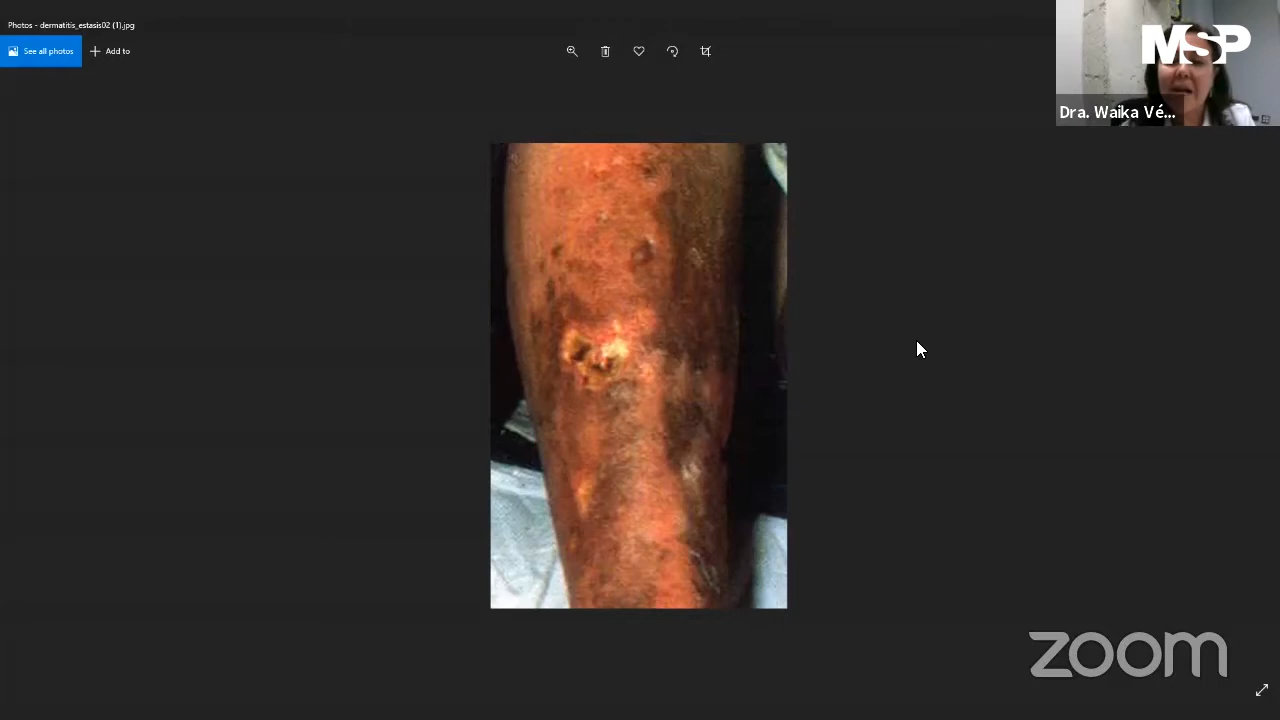 Photos - dermatitis_estasis02 (1).jpg
See all photos
Add to
MSP
Dra. Waika Vé...
zoom